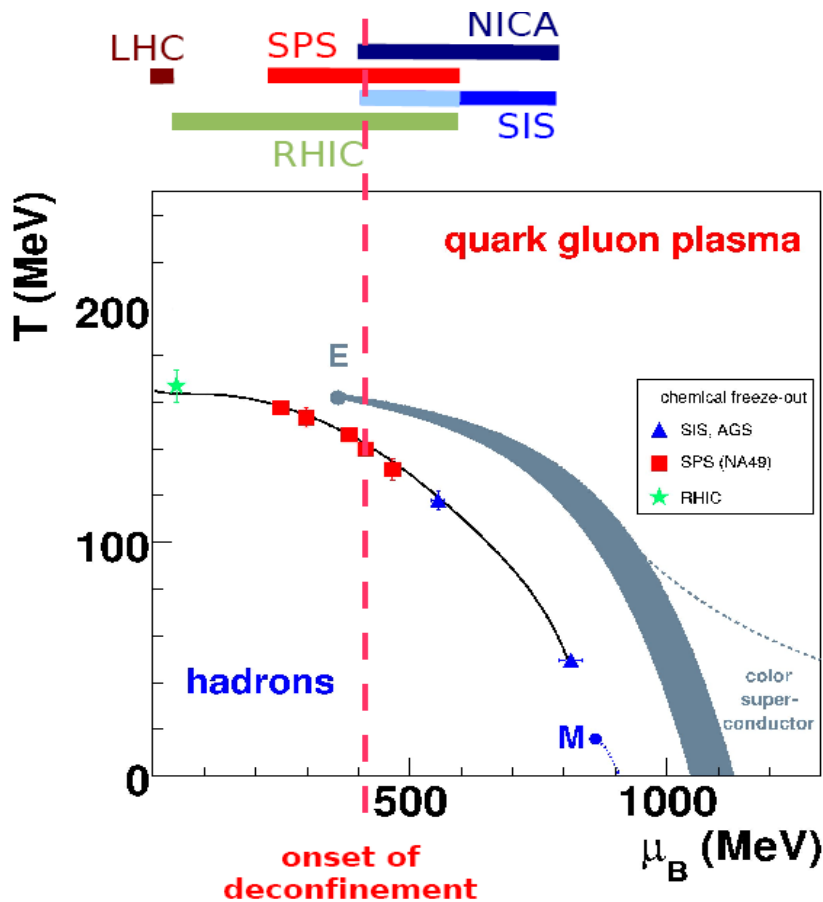 NICA
LHC
SPS
SIS
RHIC
T (MeV)
quark gluon plasma
200
E
chemical freeze-out
SIS, AGS
SPS (NA49)
RHIC
100
hadrons
color
super-
conductor
M
0
500
1000
μB (MeV)
onset of
deconfinement